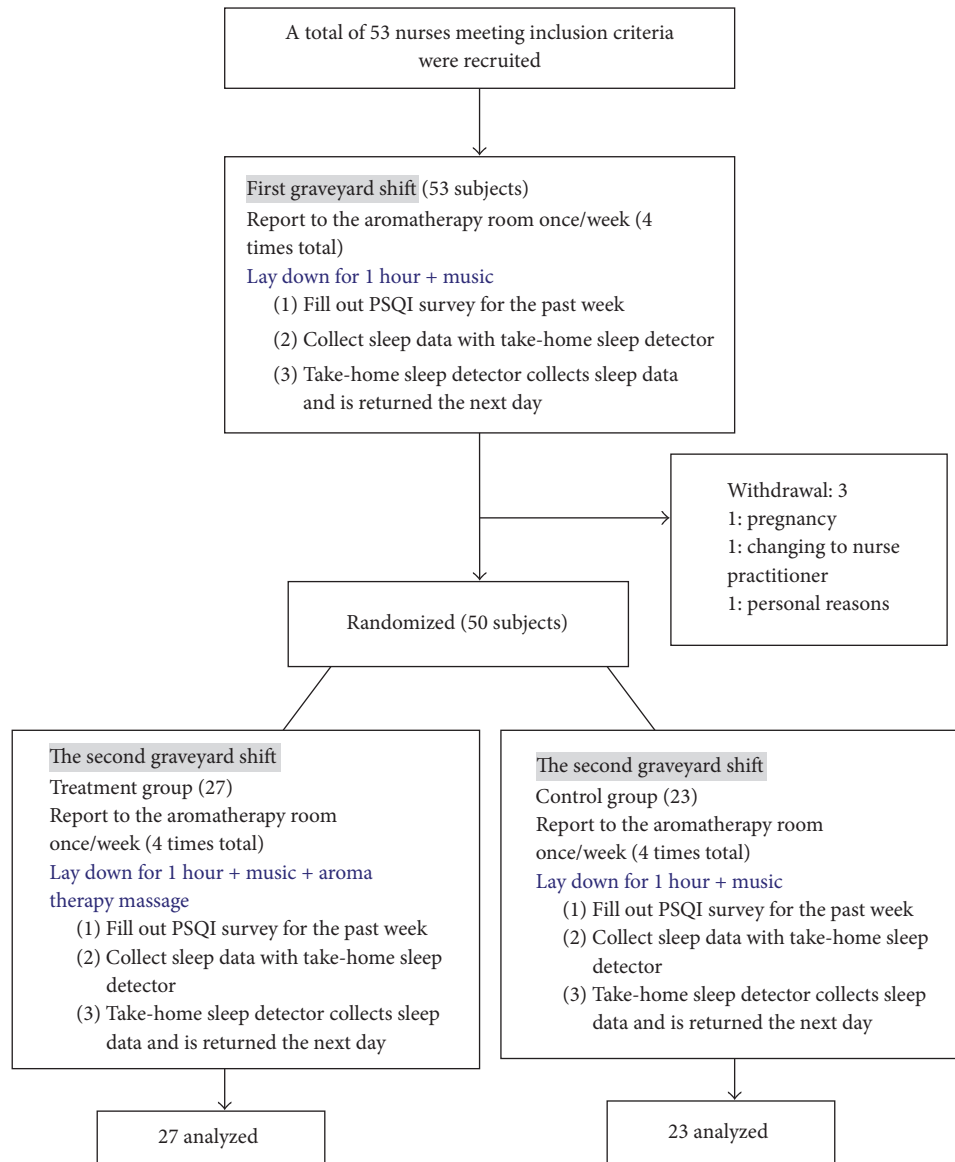 A total of 53 nurses meeting inclusion criteria
were recruited
First graveyard shift (53 subjects)
Report to the aromatherapy room once/week (4
times total)
Lay down for 1 hour + music
(1) Fill out PSQI survey for the past week
(2) Collect sleep data with take-home sleep detector
(3) Take-home sleep detector collects sleep data
and is returned the next day
Withdrawal: 3
1: pregnancy
1: changing to nurse
practitioner
1: personal reasons
Randomized (50 subjects)
The second graveyard shift
Treatment group (27)
Report to the aromatherapy room
once/week (4 times total)
Lay down for 1 hour + music + aroma
therapy massage
(1) Fill out PSQI survey for the past week
(2) Collect sleep data with take-home sleep
detector
(3) Take-home sleep detector collects sleep
data and is returned the next day
The second graveyard shift
Control group (23)
Report to the aromatherapy room
once/week (4 times total)
Lay down for 1 hour + music
(1) Fill out PSQI survey for the past week
(2) Collect sleep data with take-home sleep
detector
(3) Take-home sleep detector collects sleep
data and is returned the next day
27 analyzed
23 analyzed